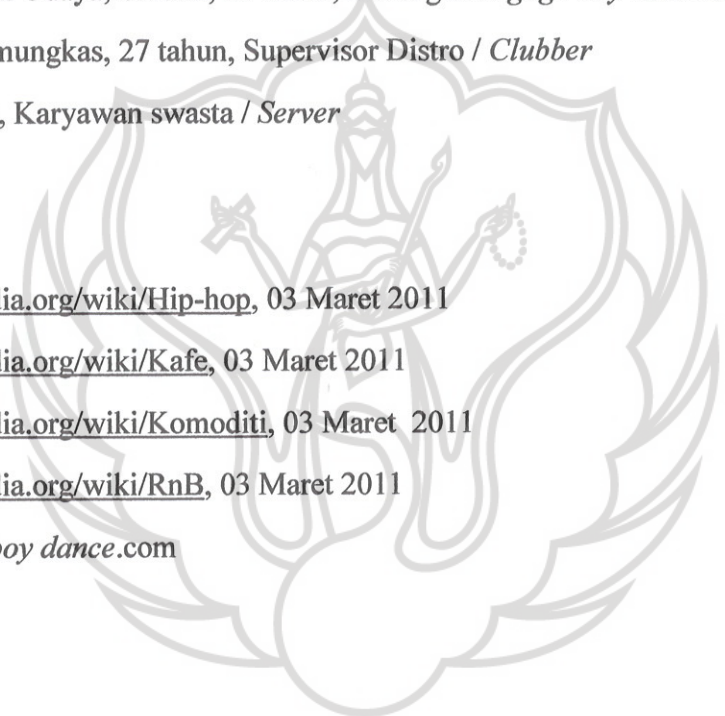 mungkas, 27 tahun, Supervisor Distro / Clubber
, Karyawan swasta / Server
dia.org/wiki/Hip-hop, 03 Maret 2011
dia.org/wiki/Kafe, 03 Maret 2011
dia.org/wiki/Komoditi, 03 Maret 2011
dia.org/wiki/RnB, 03 Maret 2011
boy dance.com